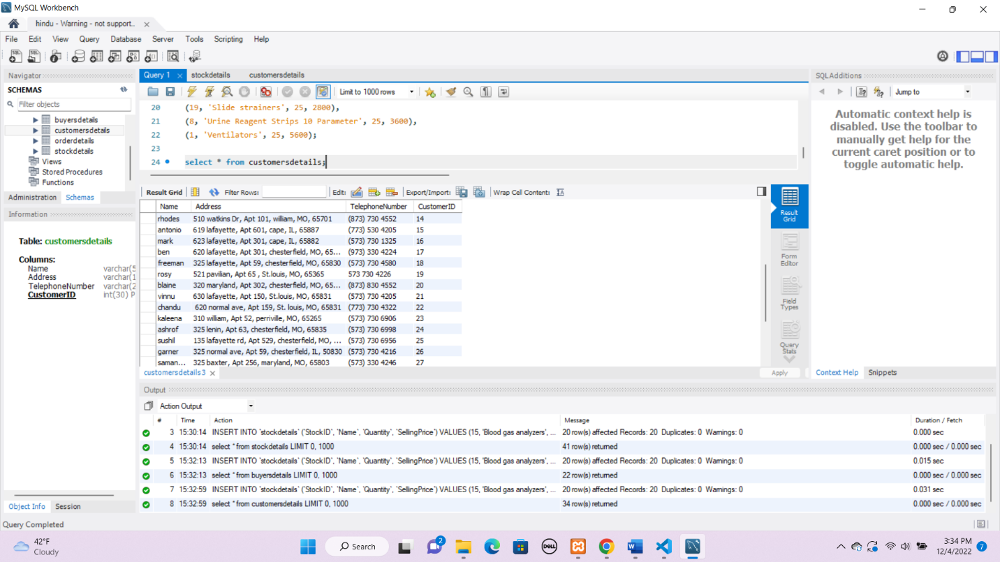 MySQL Workbench
hindu - Warning - not support..
File Edit View Query Database Server Tools Scripting Help
Navigator
SCHEMAS
Filter objects
buyersdetails
customersdetails
orderdetails
stockdetails
Views
Stored Procedures
Functions
Administration Schemas
Information
Table: customersdetails
Columns:
Name varchar(5
Address varchar(1
TelephoneNumber varchar(2
CustomerID int(30) P
Object Info Session
Query Completed
Query 1 stockdetails customersdetails
Limit to 1000 rows
20 (19, 'Slide strainers', 25, 2800),
21 (8, 'Urine Reagent Strips 10 Parameter', 25, 3600),
22 (1, 'Ventilators', 25, 5600);
23
24 select * from customersdetails;
Result Grid Filter Rows: Edit: Export/Import: Wrap Cell Content:
Name Address TelephoneNumber CustomerID
rhodes 510 watkins Dr, Apt 101, william, MO, 65701 (873) 730 4552 14
antonio 619 lafayette, Apt 601, cape, IL, 65887 (773) 530 4205 15
mark 623 lafayette, Apt 301, cape, IL, 65882 (573) 730 1325 16
ben 620 lafayette, Apt 301, chesterfield, MO, 65... (973) 330 4224 17
freeman 325 lafayette, Apt 59, chesterfield, MO, 65830 (573) 730 4580 18
rosy 521 pavilian, Apt 65 , St.louis, MO, 65365 573 730 4226 19
blaine 320 maryland, Apt 302, chesterfield, MO, 65... (873) 830 4552 20
vinnu 630 lafayette, Apt 150, St.louis, MO, 65831 (573) 730 4205 21
chandu 620 normal ave, Apt 159, St. louis, MO, 65831 (773) 730 4322 22
kaleena 310 william, Apt 52, perriville, MO, 65265 (573) 730 6906 23
ashrof 325 lenin, Apt 63, chesterfield, MO, 65835 (573) 730 6998 24
sushil 135 lafayette rd, Apt 529, chesterfield, MO, ... (573) 730 6956 25
garner 325 normal ave, Apt 59, chesterfield, IL, 50830 (573) 730 4216 26
saman... 325 baxter, Apt 256, maryland, MO, 65803 (573) 330 4246 27
Result Grid
Form Editor
Field Types
Query Stats
customersdetails 3 Apply
Output
Action Output
# Time Action Message Duration / Fetch
3 15:30:14 INSERT INTO `stockdetails` (`StockID`, `Name`, `Quantity`, `SellingPrice`) VALUES (15, 'Blood gas analyzers', ... 20 row(s) affected Records: 20 Duplicates: 0 Warnings: 0 0.000 sec
4 15:30:14 select * from stockdetails LIMIT 0, 1000 41 row(s) returned 0.000 sec / 0.000 sec
5 15:32:13 INSERT INTO `stockdetails` (`StockID`, `Name`, `Quantity`, `SellingPrice`) VALUES (15, 'Blood gas analyzers', ... 20 row(s) affected Records: 20 Duplicates: 0 Warnings: 0 0.015 sec
6 15:32:13 select * from buyersdetails LIMIT 0, 1000 22 row(s) returned 0.000 sec / 0.000 sec
7 15:32:59 INSERT INTO `stockdetails` (`StockID`, `Name`, `Quantity`, `SellingPrice`) VALUES (15, 'Blood gas analyzers', ... 20 row(s) affected Records: 20 Duplicates: 0 Warnings: 0 0.031 sec
8 15:32:59 select * from customersdetails LIMIT 0, 1000 34 row(s) returned 0.000 sec / 0.000 sec
SQLAdditions
Jump to
Automatic context help is
disabled. Use the toolbar to
manually get help for the
current caret position or to
toggle automatic help.
Context Help Snippets
42°F
Cloudy
Search
2
DELL
3:34 PM
12/4/2022
7